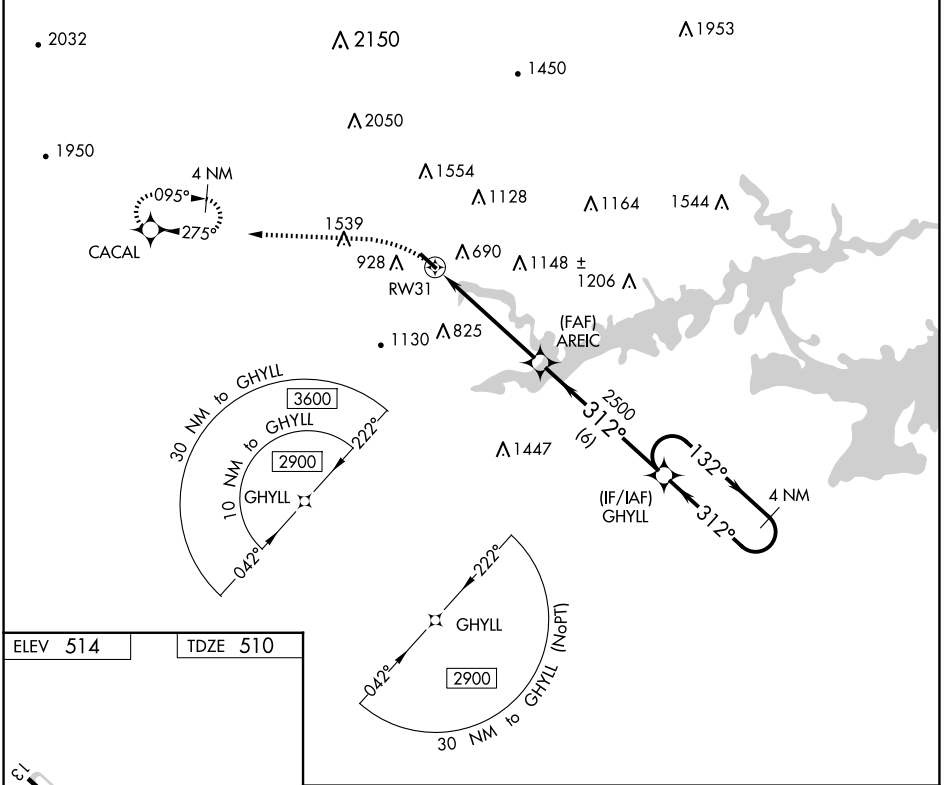 2032
2150
1953
1450
2050
1950
1554
4 NM
1128
1164
1544
095°
275°
CACAL
1539
928
690
1148 ±
1206
RW31
(FAF)
AREIC
1130
825
2500
312°
(6)
1447
132°
4 NM
(IF/IAF)
GHYLL
312°
30 NM to GHYLL
3600
10 NM to GHYLL
222°
2900
GHYLL
042°
222°
GHYLL
2900
042°
30 NM to GHYLL (NoPT)
ELEV 514
TDZE 510
13